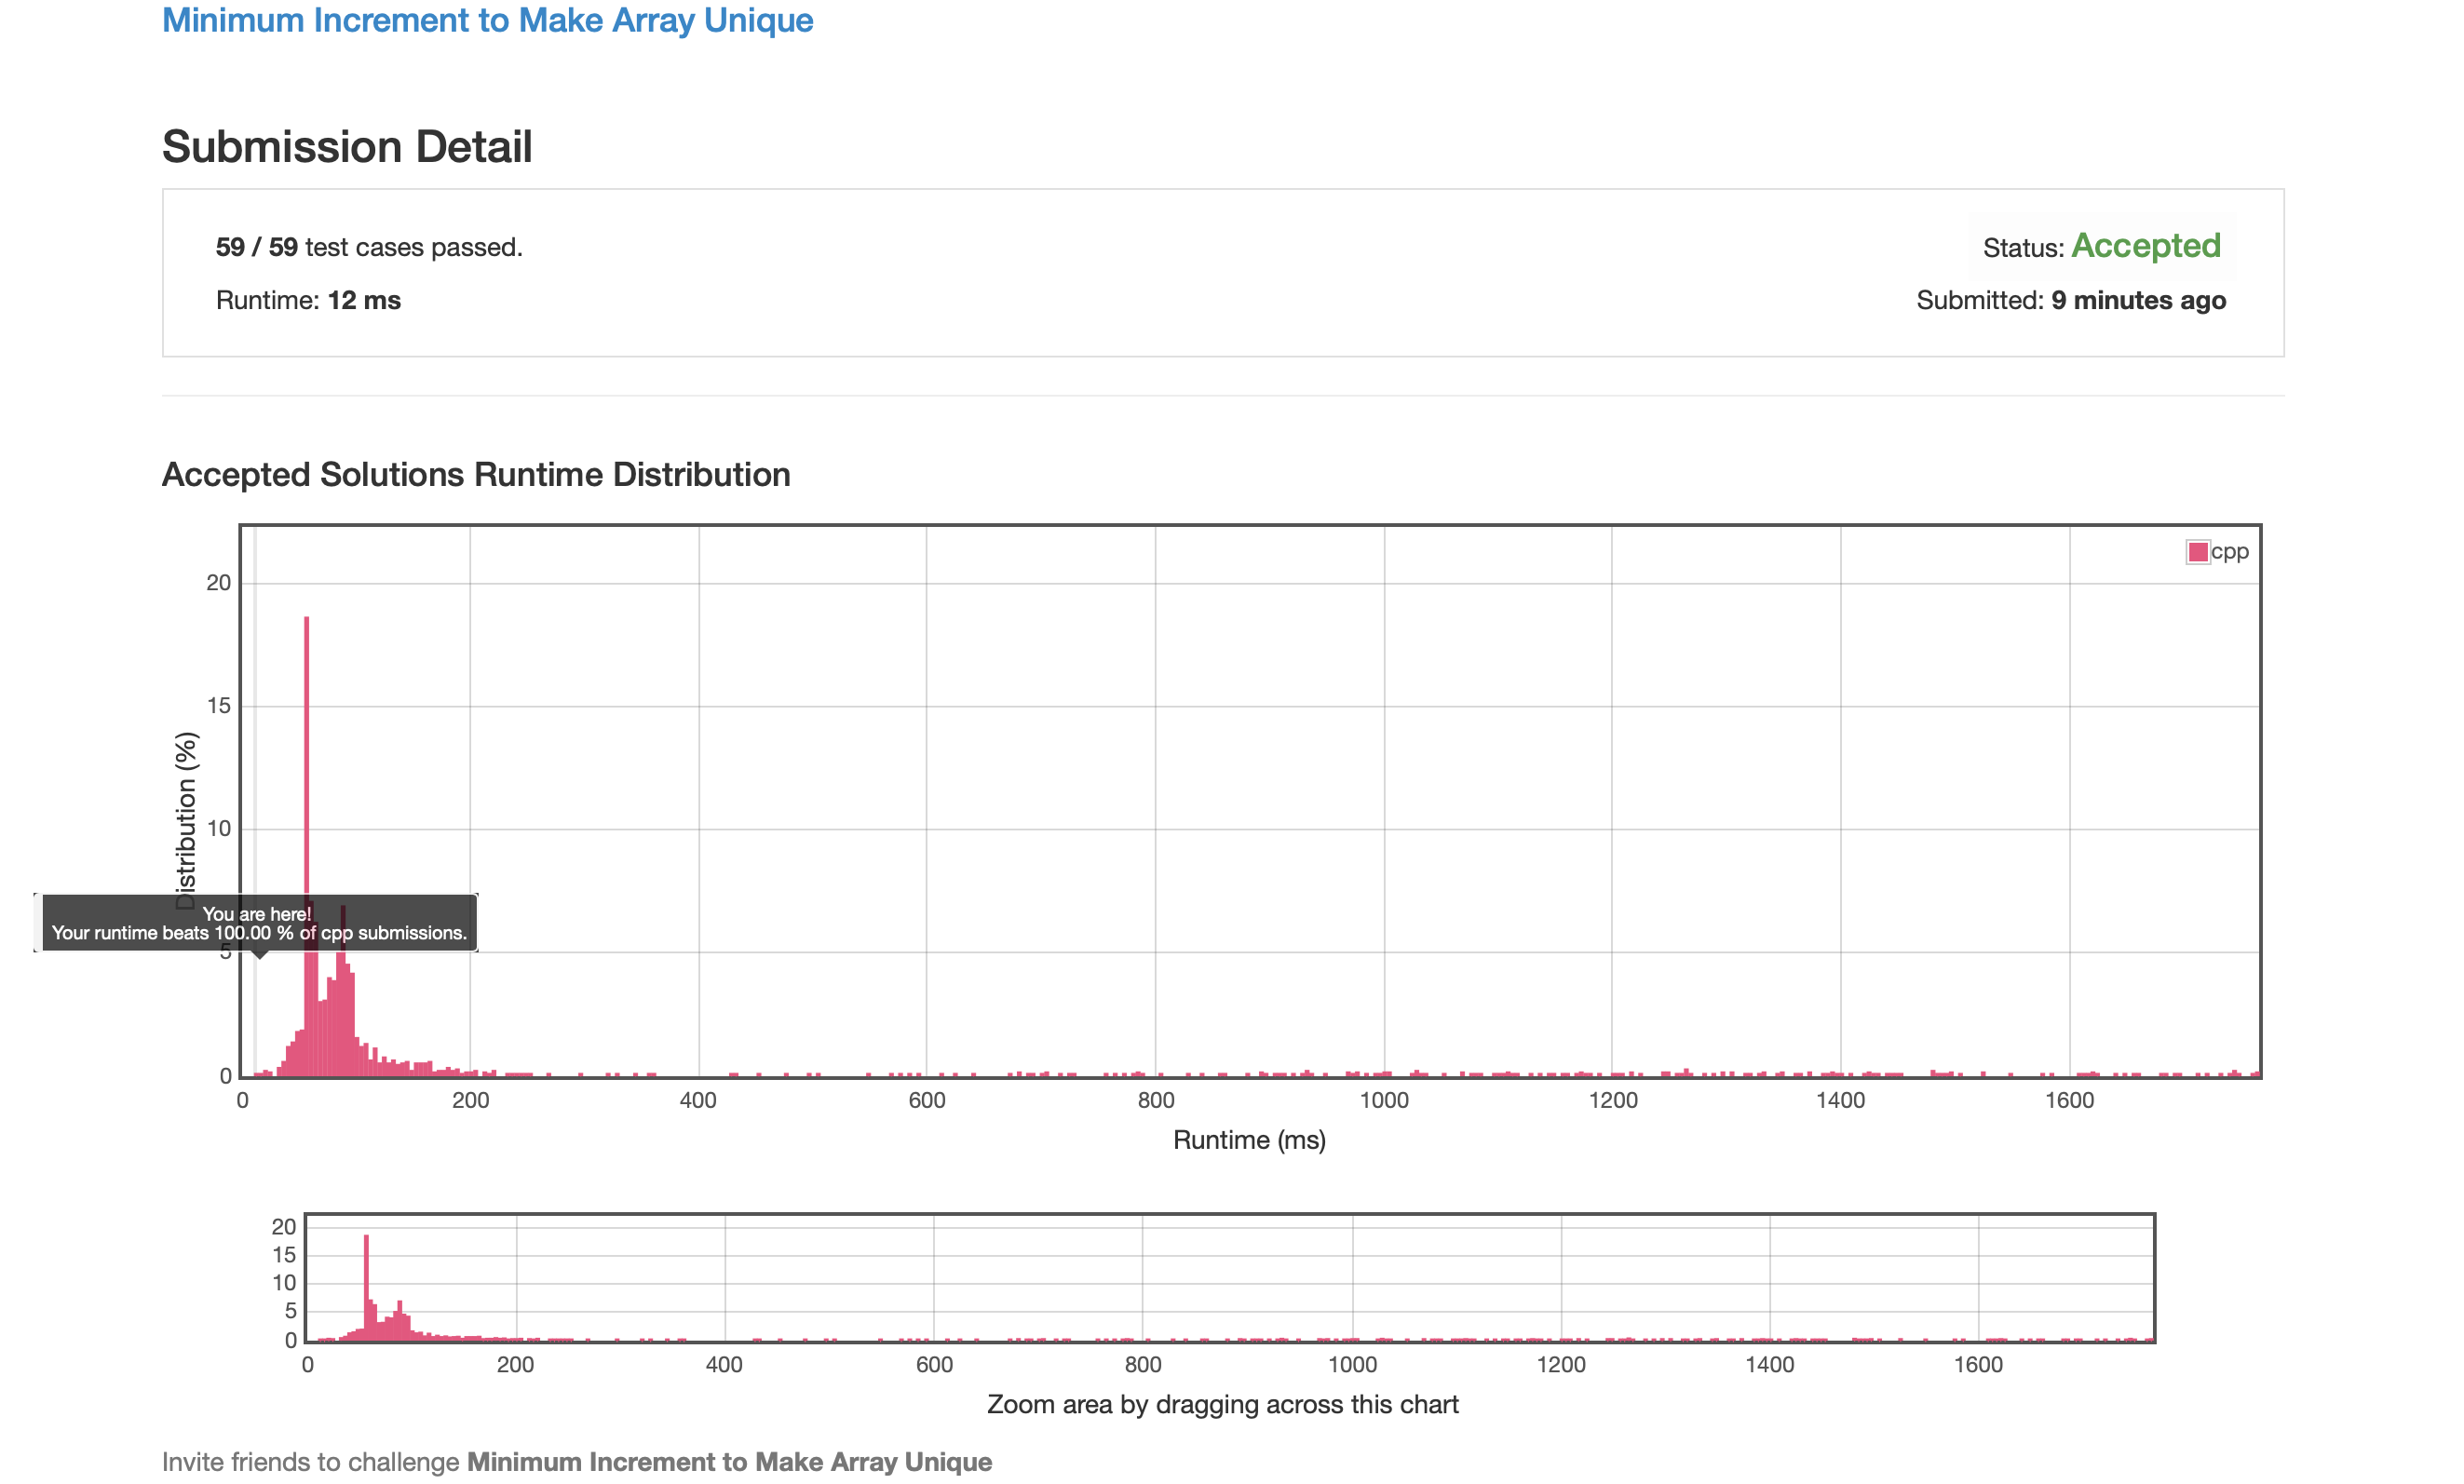 Minimum Increment to Make Array Unique
Submission Detail
59 / 59 test cases passed.
Status: Accepted
Runtime: 12 ms
Submitted: 9 minutes ago
Accepted Solutions Runtime Distribution
cpp
20
15
10
5
0
Distribution (%)
You are here!
Your runtime beats 100.00 % of cpp submissions.
0 200 400 600 800 1000 1200 1400 1600
Runtime (ms)
20
15
10
5
0
0 200 400 600 800 1000 1200 1400 1600
Zoom area by dragging across this chart
Invite friends to challenge Minimum Increment to Make Array Unique